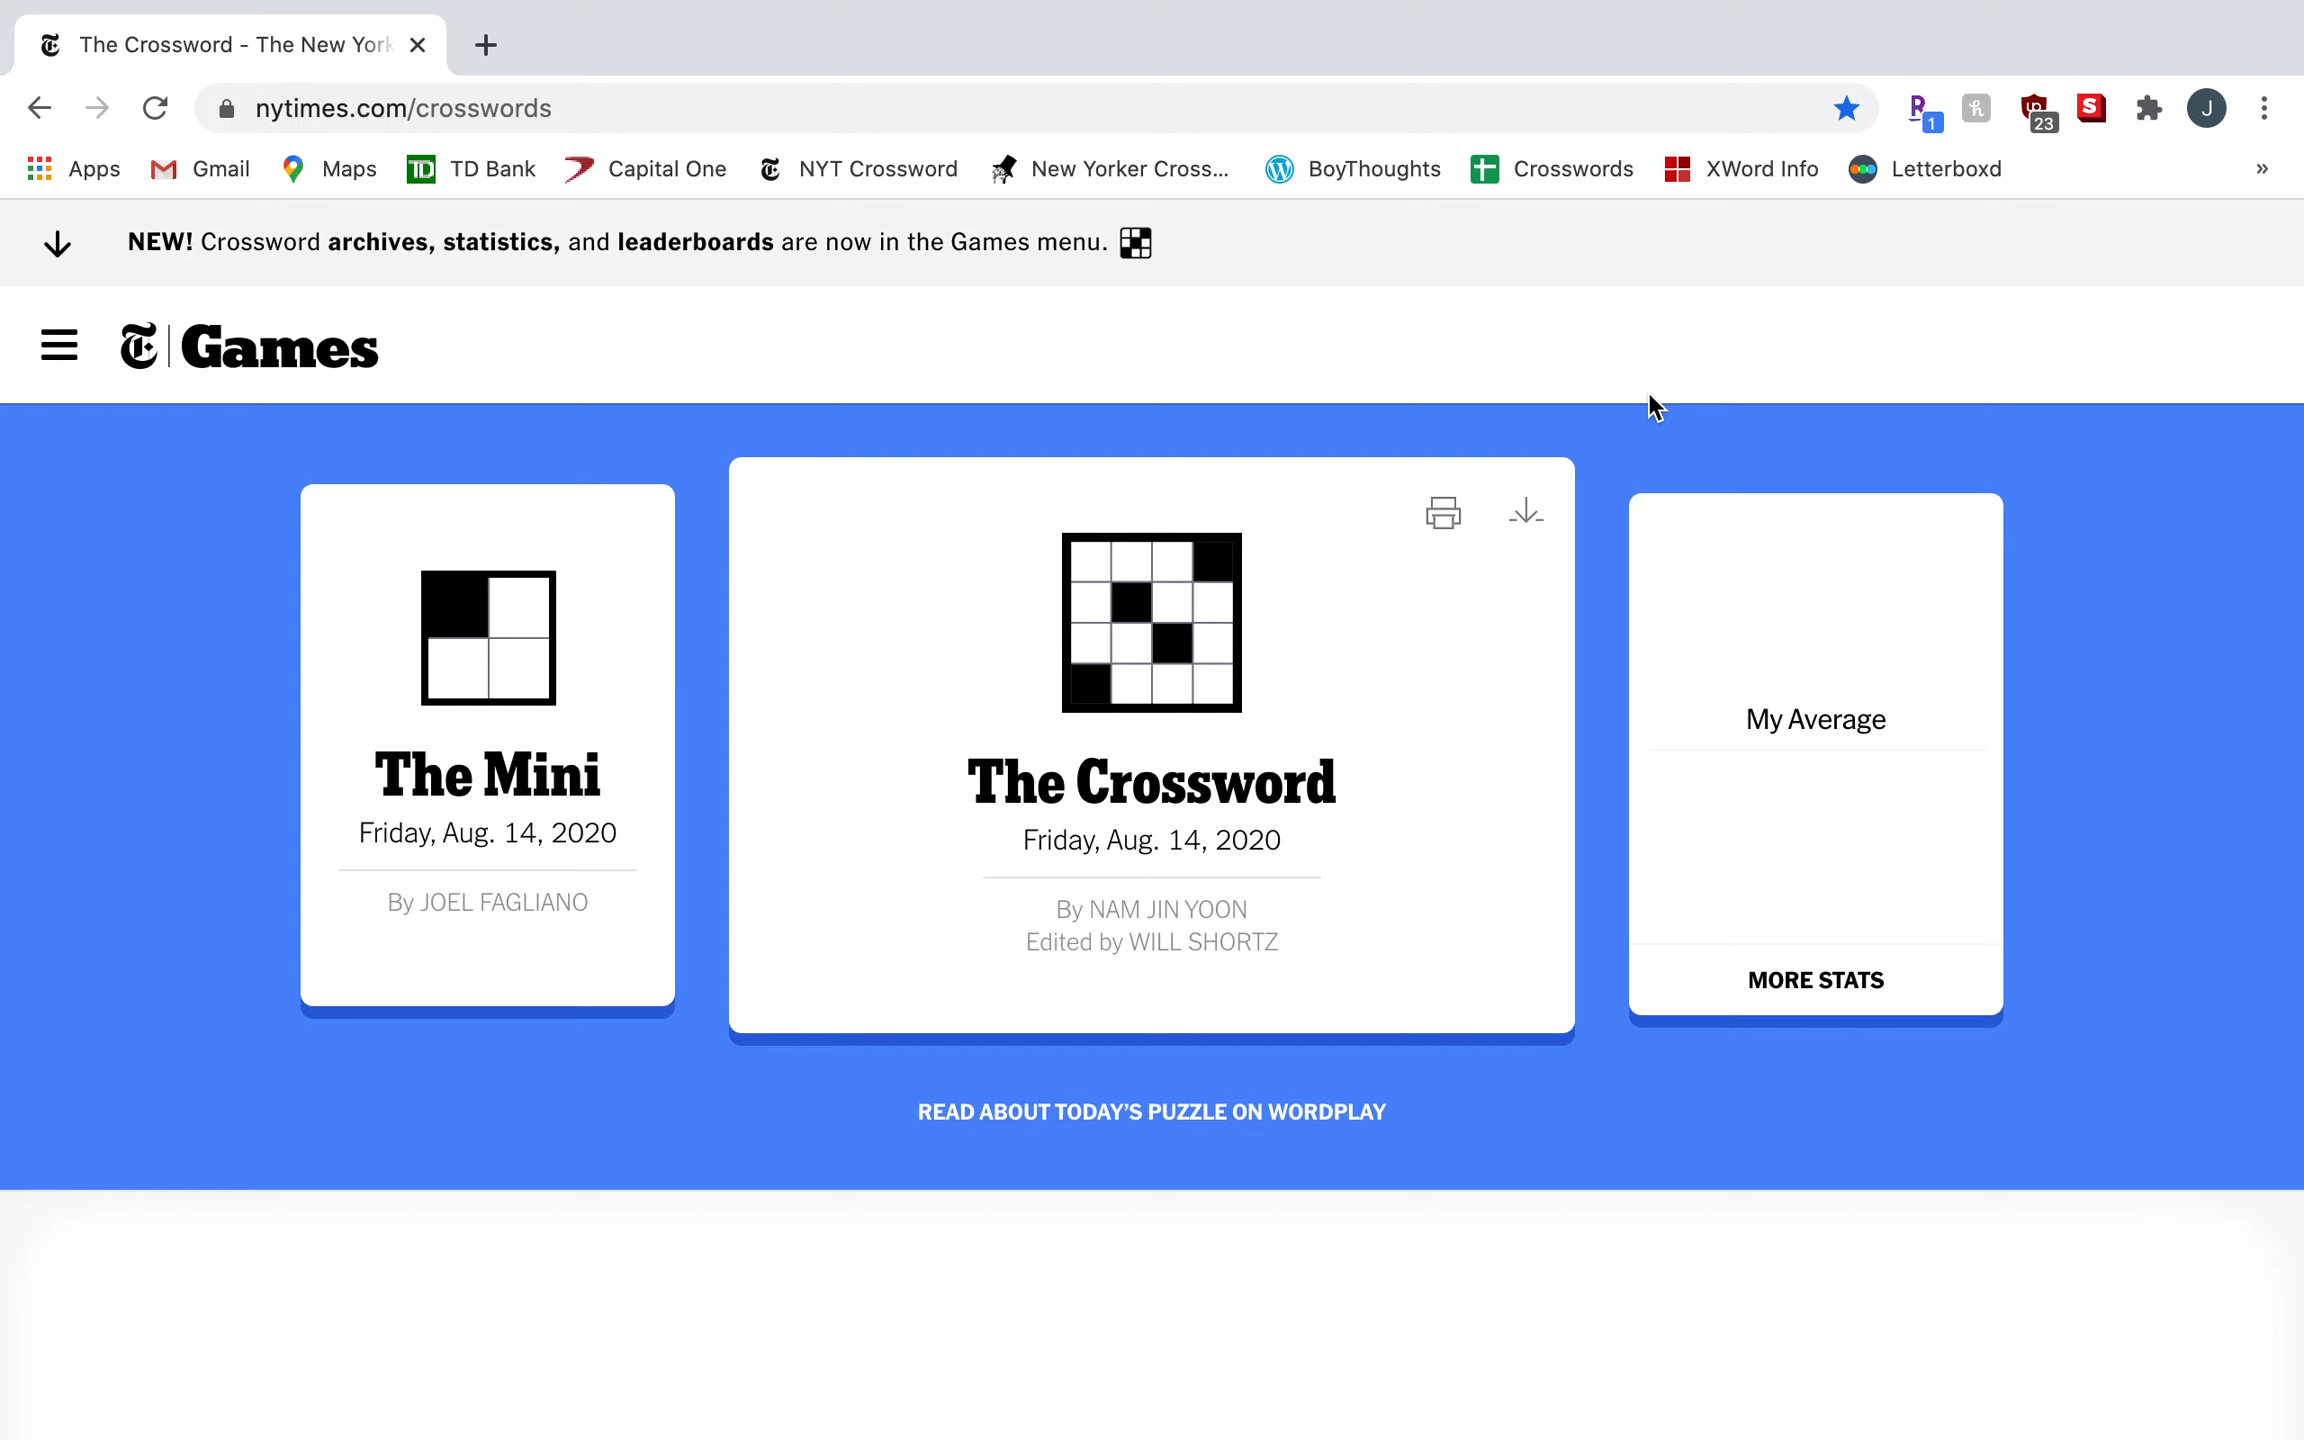 The Crossword - The New York
nytimes.com/crosswords
1
23
J
Apps Gmail Maps TD Bank Capital One NYT Crossword New Yorker Cross... BoyThoughts Crosswords XWord Info Letterboxd »
NEW! Crossword archives, statistics, and leaderboards are now in the Games menu.
Games
The Mini
Friday, Aug. 14, 2020
By JOEL FAGLIANO
The Crossword
Friday, Aug. 14, 2020
By NAM JIN YOON
Edited by WILL SHORTZ
My Average
MORE STATS
READ ABOUT TODAY’S PUZZLE ON WORDPLAY